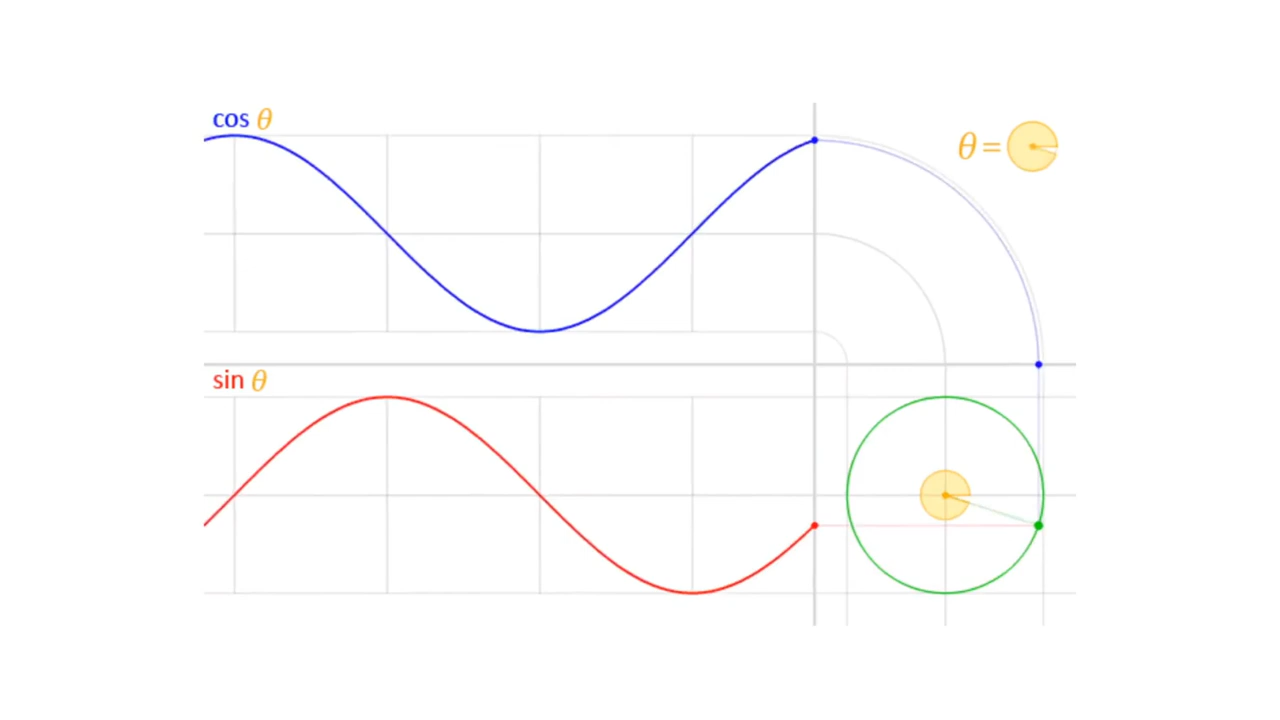 cos θ
θ =
sin θ